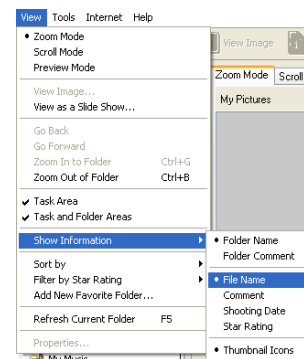 View Tools Internet Help
Zoom Mode
Scroll Mode
Preview Mode
View Image...
View as a Slide Show...
Go Back
Go Forward
Zoom In to Folder Ctrl+G
Zoom Out of Folder Ctrl+B
Task Area
Task and Folder Areas
Show Information
Sort by
Filter by Star Rating
Add New Favorite Folder...
Refresh Current Folder F5
Properties...
My Music
View Image
Zoom Mode Scroll
My Pictures
Folder Name
Folder Comment
File Name
Comment
Shooting Date
Star Rating
Thumbnail Icons